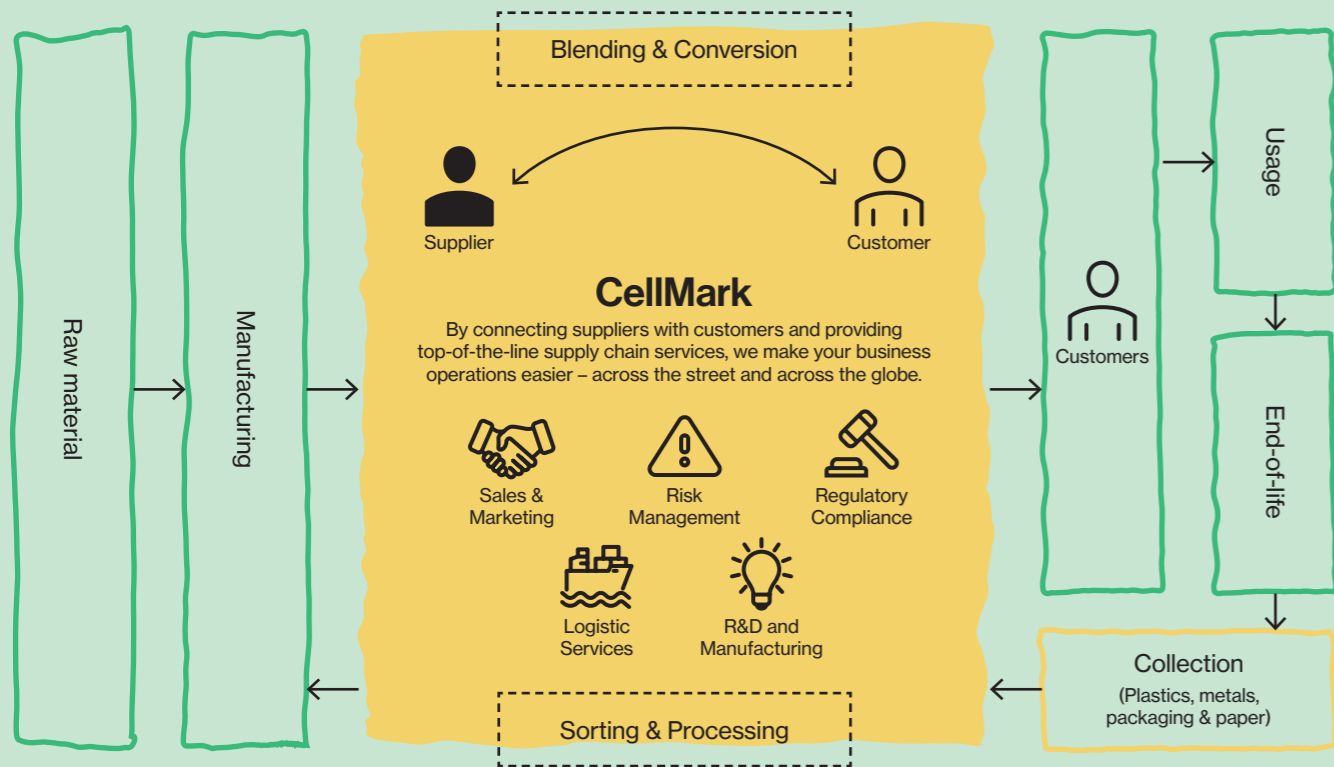 Raw material
Manufacturing
Blending & Conversion
Supplier
Customer
CellMark
By connecting suppliers with customers and providing
top-of-the-line supply chain services, we make your business
operations easier – across the street and across the globe.
Sales &
Marketing
Risk
Management
Regulatory
Compliance
Logistic
Services
R&D and
Manufacturing
Sorting & Processing
Customers
Usage
End-of-life
Collection
(Plastics, metals,
packaging & paper)